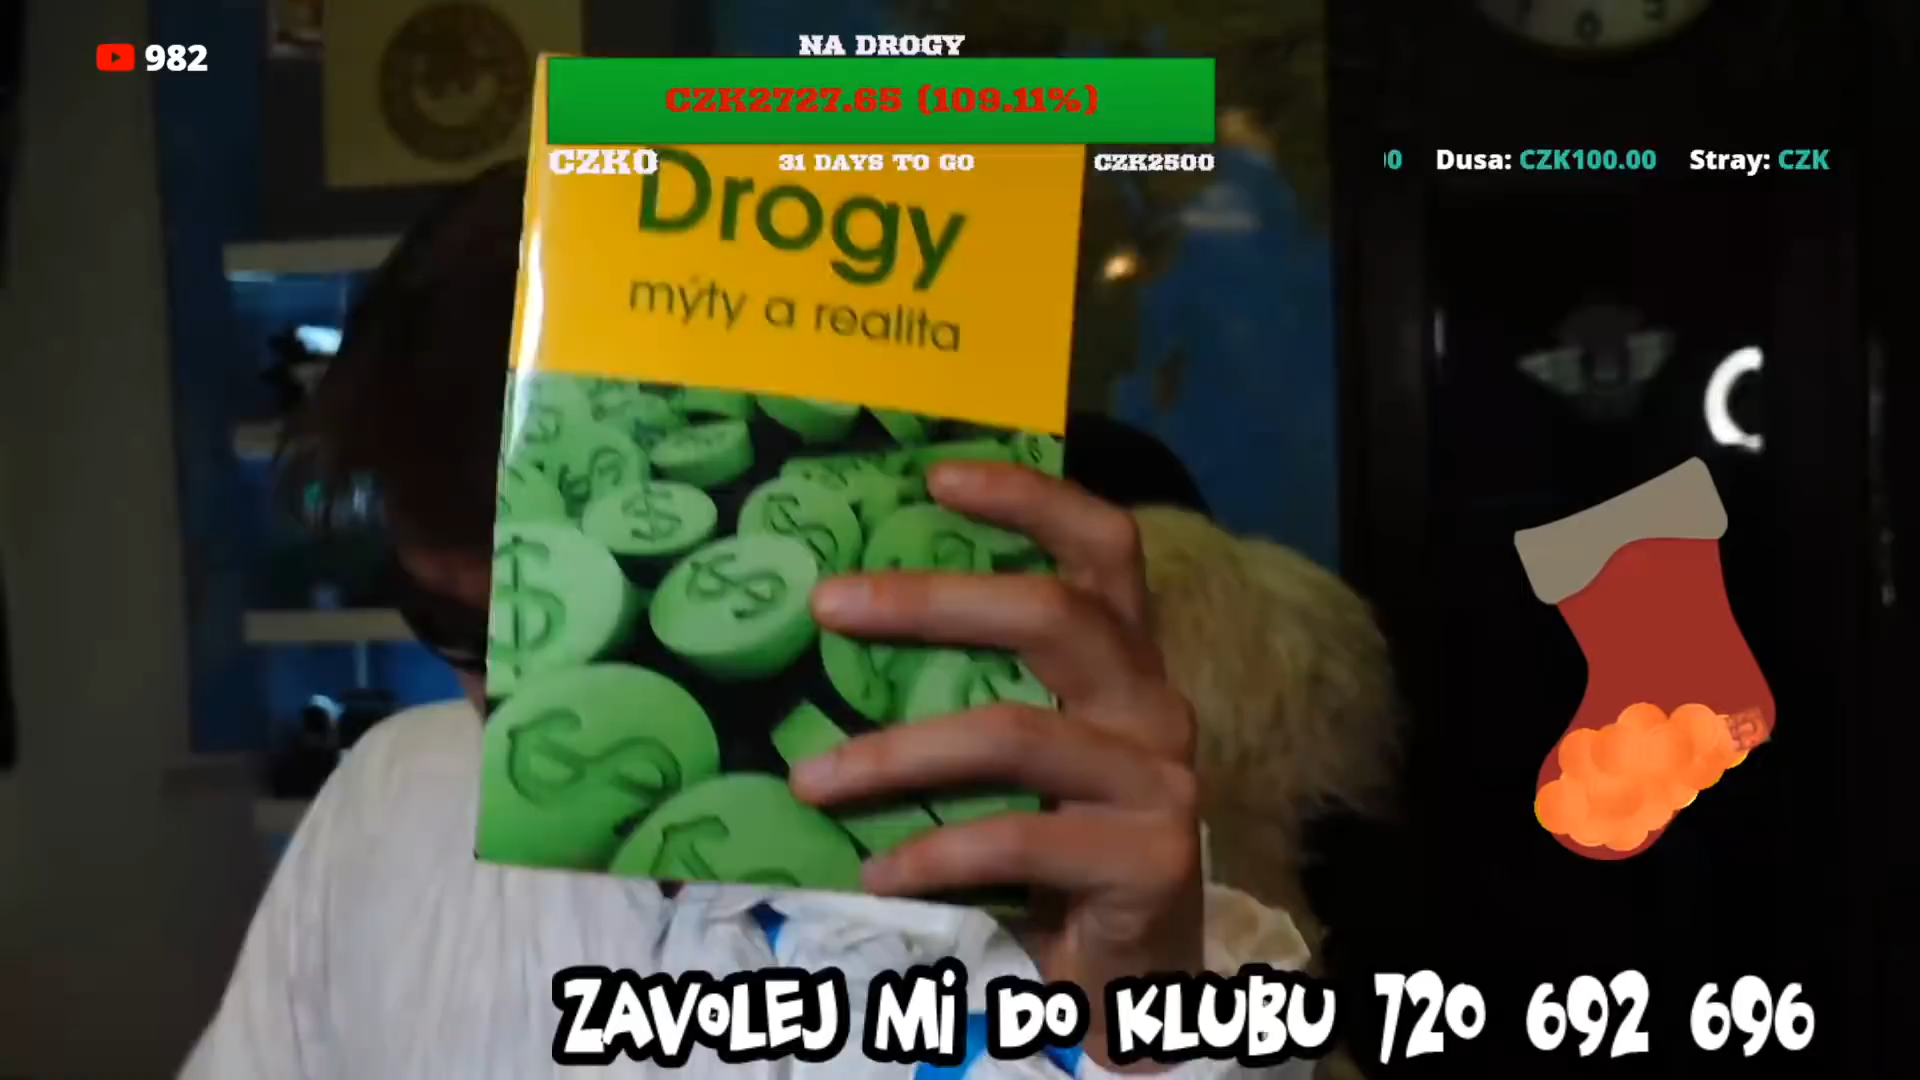 982
NA DROGY
CZK2727.65 (109.11%)
CZK0 31 DAYS TO GO CZK2500
Dusa: CZK100.00 Stray: CZK
Drogy
mýty a realita
ZAVOLEJ Mi DO KLUBU 720 692 696